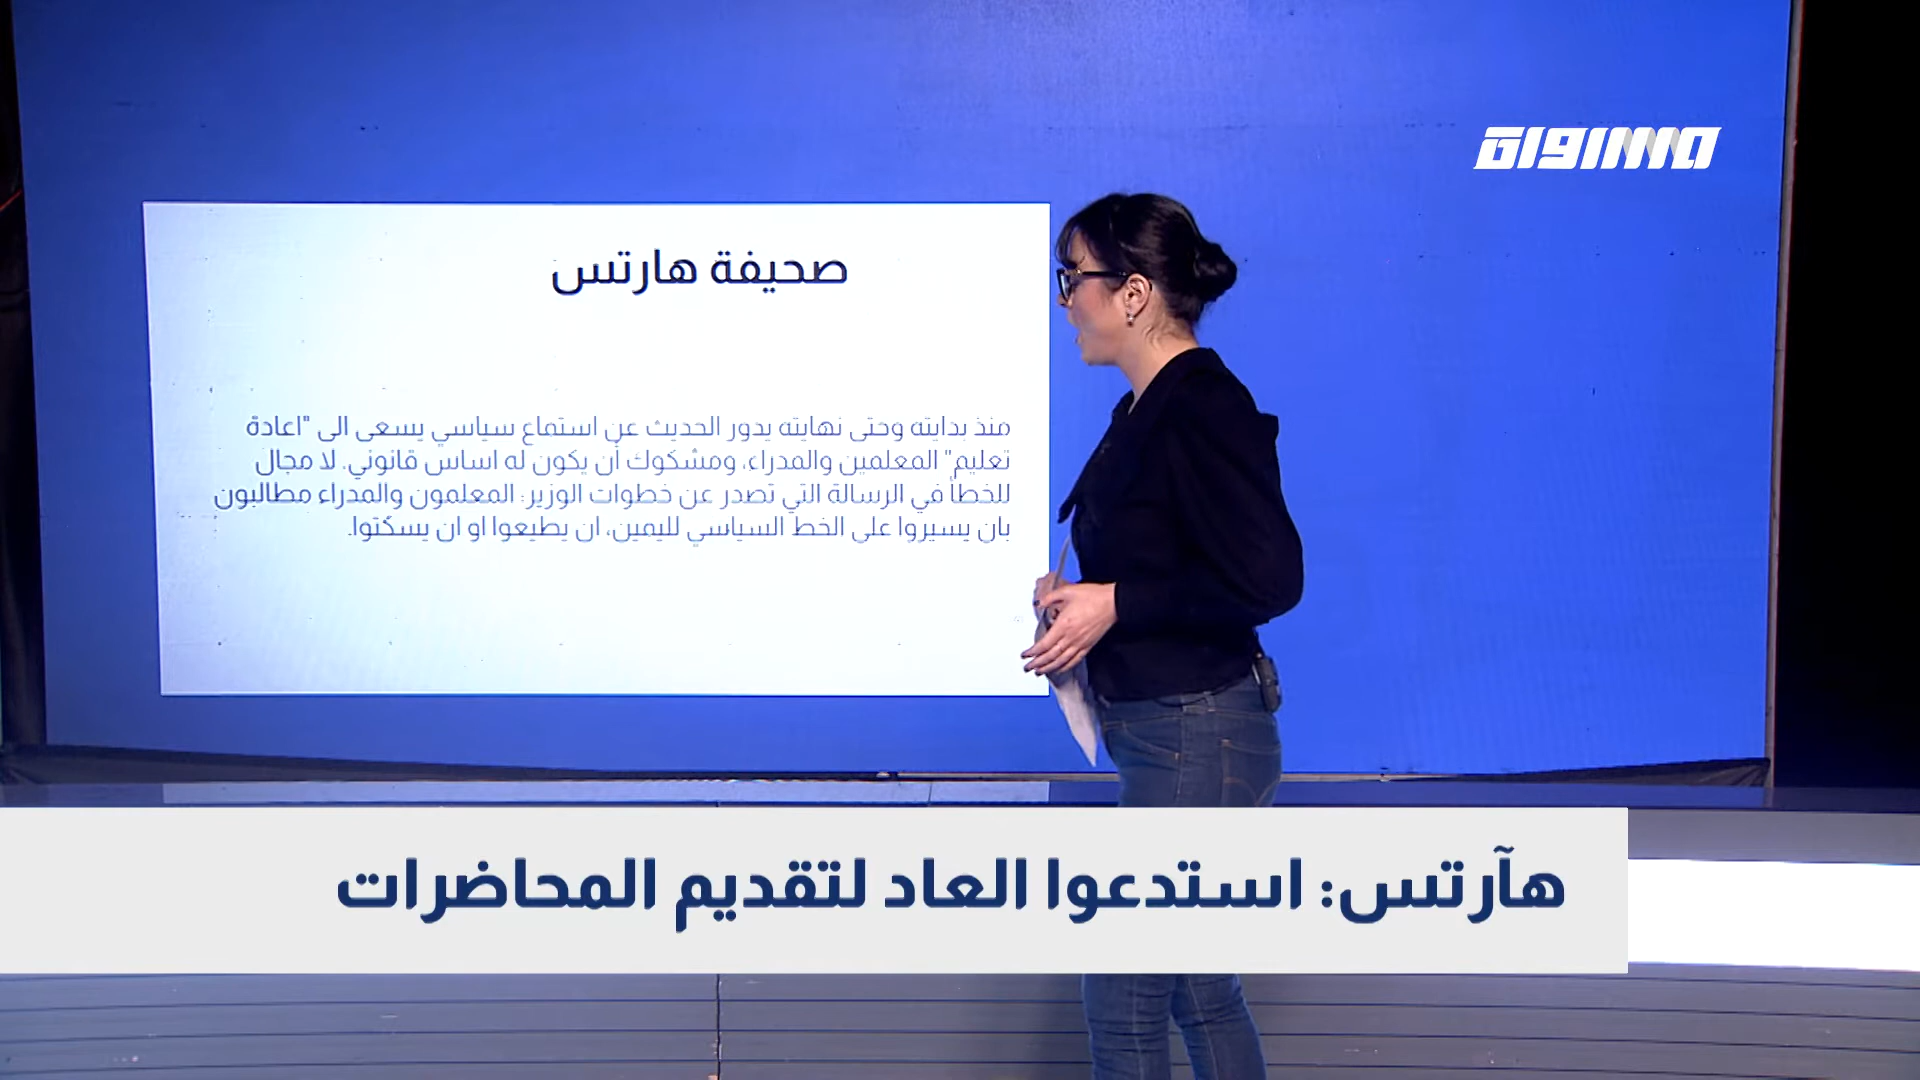 مساواة
صحيفة هارتس
منذ بدايته وحتى نهايته يدور الحديث عن استماع سياسي يسعى الى "اعادة
تعليم" المعلمين والمدراء، ومشكوك أن يكون له اساس قانوني. لا مجال
للخطأ في الرسالة التي تصدر عن خطوات الوزير: المعلمون والمدراء مطالبون
بان يسيروا على الخط السياسي لليمين، ان يطيعوا او ان يسكتوا.
هآرتس: استدعوا العاد لتقديم المحاضرات